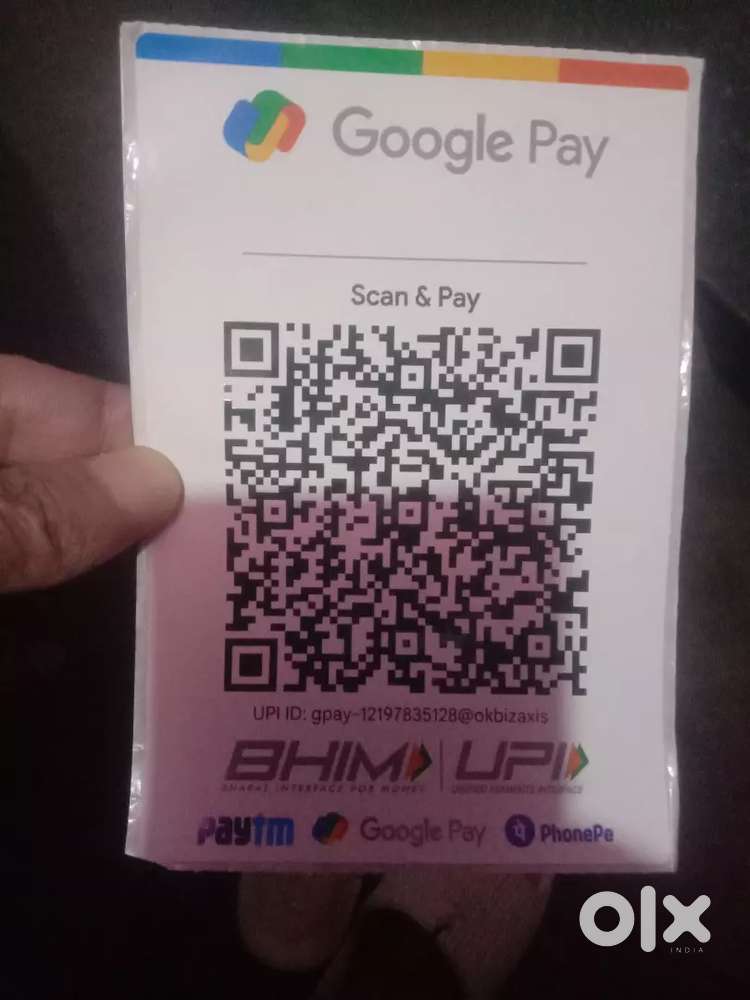 Google Pay
Scan & Pay
UPI ID: gpay-12197835128@okbizaxis
BHIM UPI
BHARAT INTERFACE FOR MONEY UNIFIED PAYMENTS INTERFACE
paytm Google Pay PhonePe
olx
INDIA